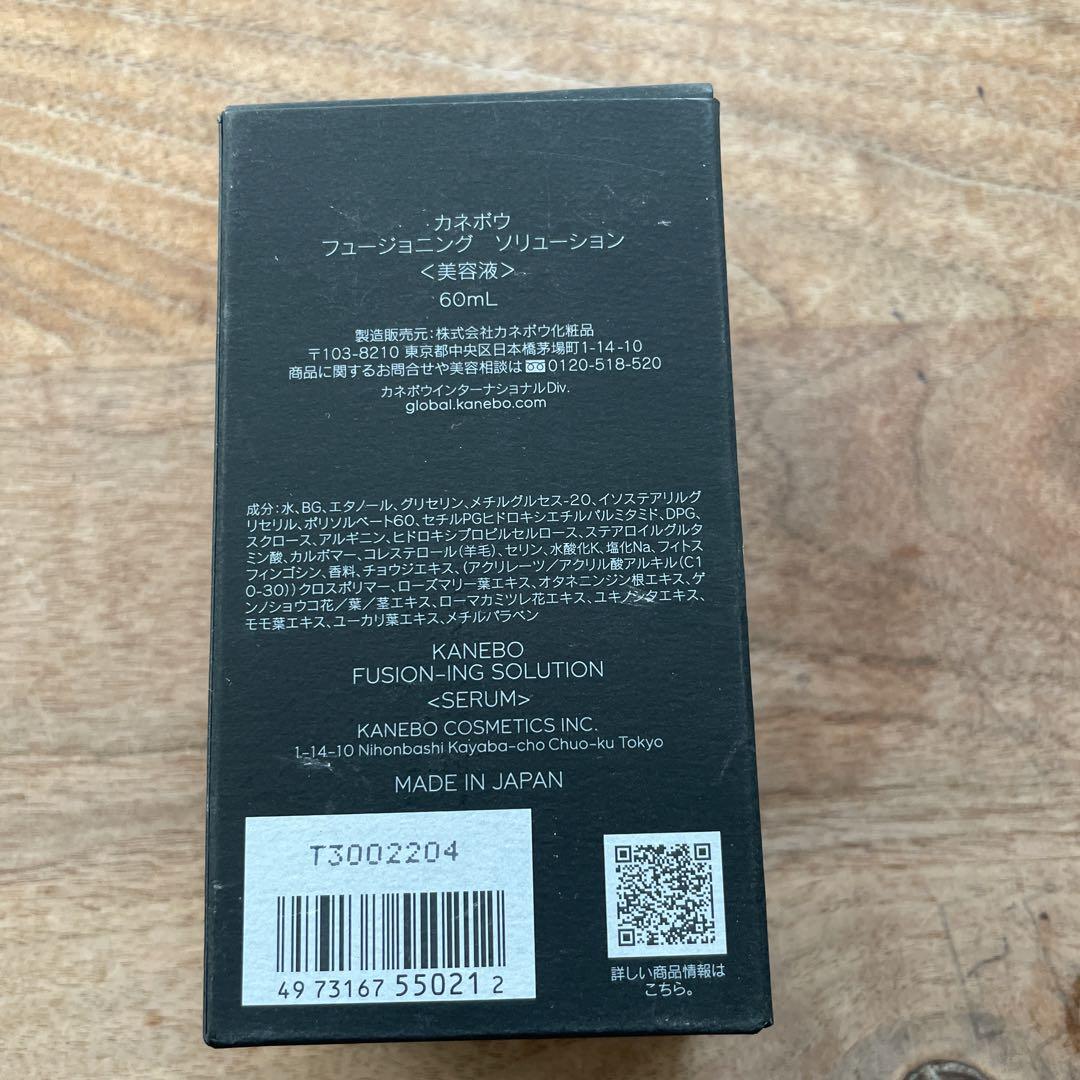 カネボウ
フュージョニング ソリューション
<美容液>
60mL
製造販売元:株式会社カネボウ化粧品
〒103-8210 東京都中央区日本橋茅場町1-14-10
商品に関するお問合せや美容相談は 0120-518-520
カネボウインターナショナルDiv.
global.kanebo.com
成分:水、BG、エタノール、グリセリン、メチルグルセス-20、イソステアリルグ
リセリル、ポリソルベート60、セチルPGヒドロキシエチルパルミタミド、DPG、
スクロース、アルギニン、ヒドロキシプロピルセルロース、ステアロイルグルタ
ミン酸、カルボマー、コレステロール(羊毛)、セリン、水酸化K、塩化Na、フィトス
フィンゴシン、香料、チョウジエキス、(アクリレーツ/アクリル酸アルキル(C1
0-30))クロスポリマー、ローズマリー葉エキス、オタネニンジン根エキス、ゲ
ンノショウコ花/葉/茎エキス、ローマカミツレ花エキス、ユキノシタエキス、
モモ葉エキス、ユーカリ葉エキス、メチルパラベン
KANEBO
FUSION-ING SOLUTION
<SERUM>
KANEBO COSMETICS INC.
1-14-10 Nihonbashi Kayaba-cho Chuo-ku Tokyo
MADE IN JAPAN
T3002204
49 73167 55021 2
詳しい商品情報は
こちら。